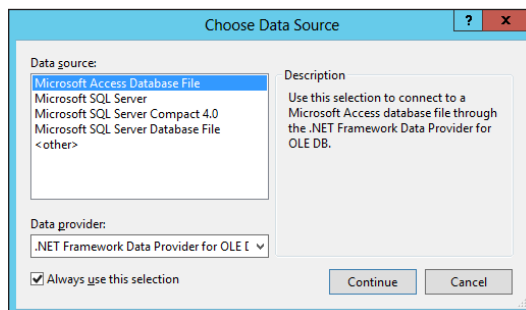 Choose Data Source
?
x
Data source:
Microsoft Access Database File
Microsoft SQL Server
Microsoft SQL Server Compact 4.0
Microsoft SQL Server Database File
<other>
Description
Use this selection to connect to a
Microsoft Access database file through
the .NET Framework Data Provider for
OLE DB.
Data provider:
.NET Framework Data Provider for OLE
Always use this selection
Continue
Cancel